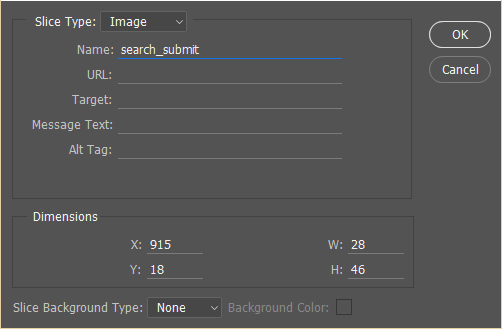 Slice Type: Image
OK
Name: search_submit
URL:
Cancel
Target:
Message Text:
Alt Tag:
Dimensions
X: 915 W: 28
Y: 18 H: 46
Slice Background Type: None Background Color: